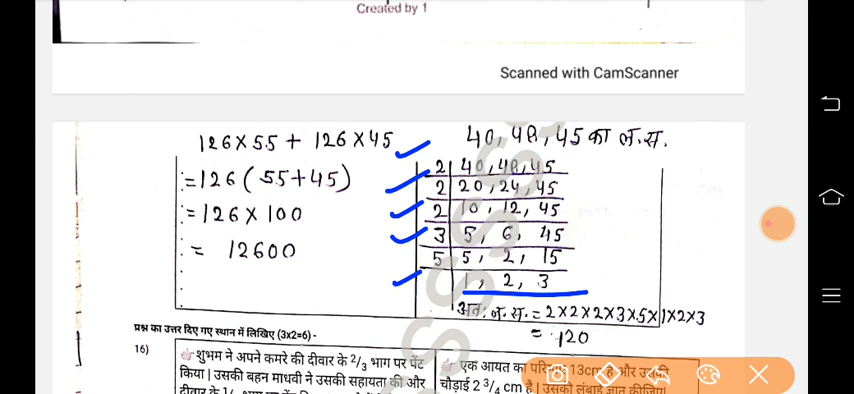 Created by 1
Scanned with CamScanner
126×55 + 126×45
:=126 (55+45)
:=126×100
= 12600
40, 48, 45 का ल.स.
2| 40, 48, 45
2| 20, 24, 45
2| 10, 12, 45
3| 5, 6, 45
5| 5, 2, 15
1, 2, 3
अतः ल.स. = 2×2×2×3×5×1×2×3
= 120
प्रश्न का उत्तर दिए गए स्थान में लिखिए (3x2=6) -
16)
शुभम ने अपने कमरे की दीवार के 2/3 भाग पर पेंट
किया | उसकी बहन माधवी ने उसकी सहायता की और
दीवार के
एक आयत का 13cm है और
चौड़ाई 2 3/4 cm है | उसकी लंबाई ज्ञात कीजिए|